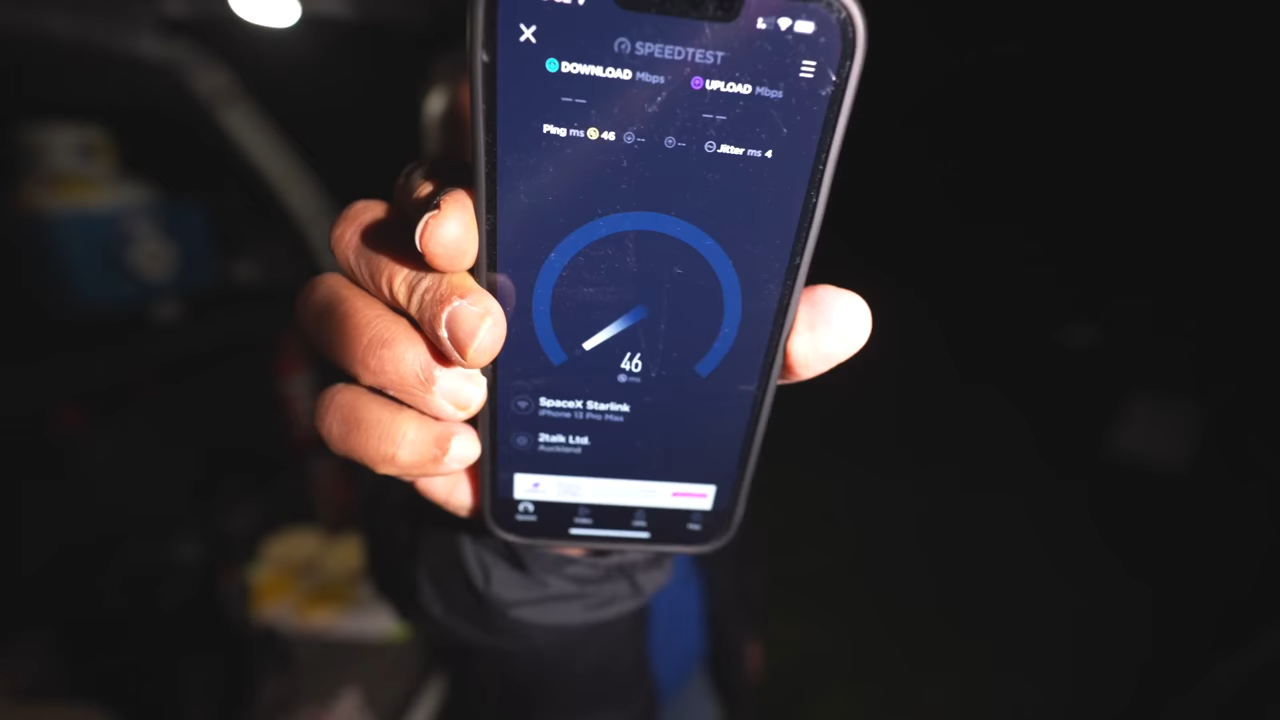 SPEEDTEST
DOWNLOAD Mbps
UPLOAD Mbps
— —
— —
Ping ms 46 -- -- Jitter ms 4
46
ms
SpaceX Starlink
iPhone 13 Pro Max
2talk Ltd.
Auckland